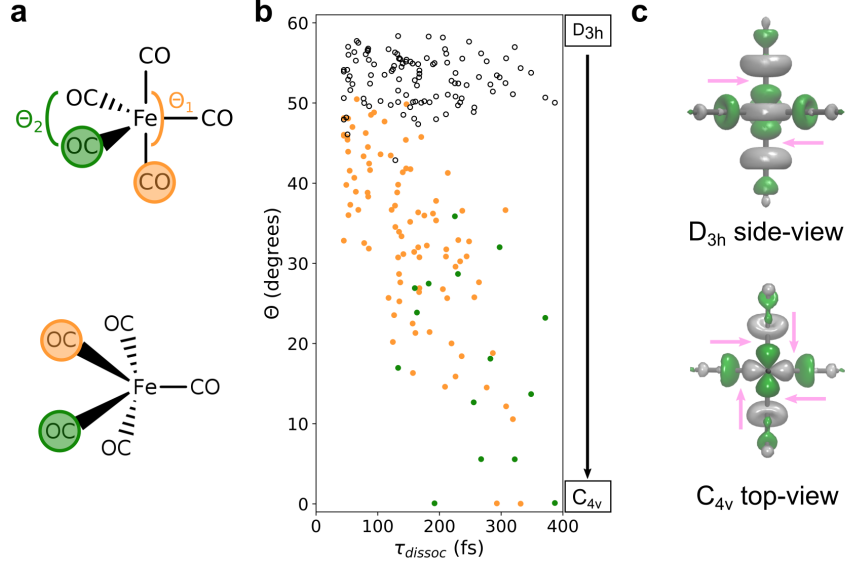 a
CO
OC
Fe
CO
Θ₁
Θ₂
OC
CO
OC
OC
Fe
CO
OC
OC
b
60
50
40
30
20
10
0
Θ (degrees)
0
100
200
300
400
τdissoc (fs)
D3h
C4v
c
D3h side-view
C4v top-view